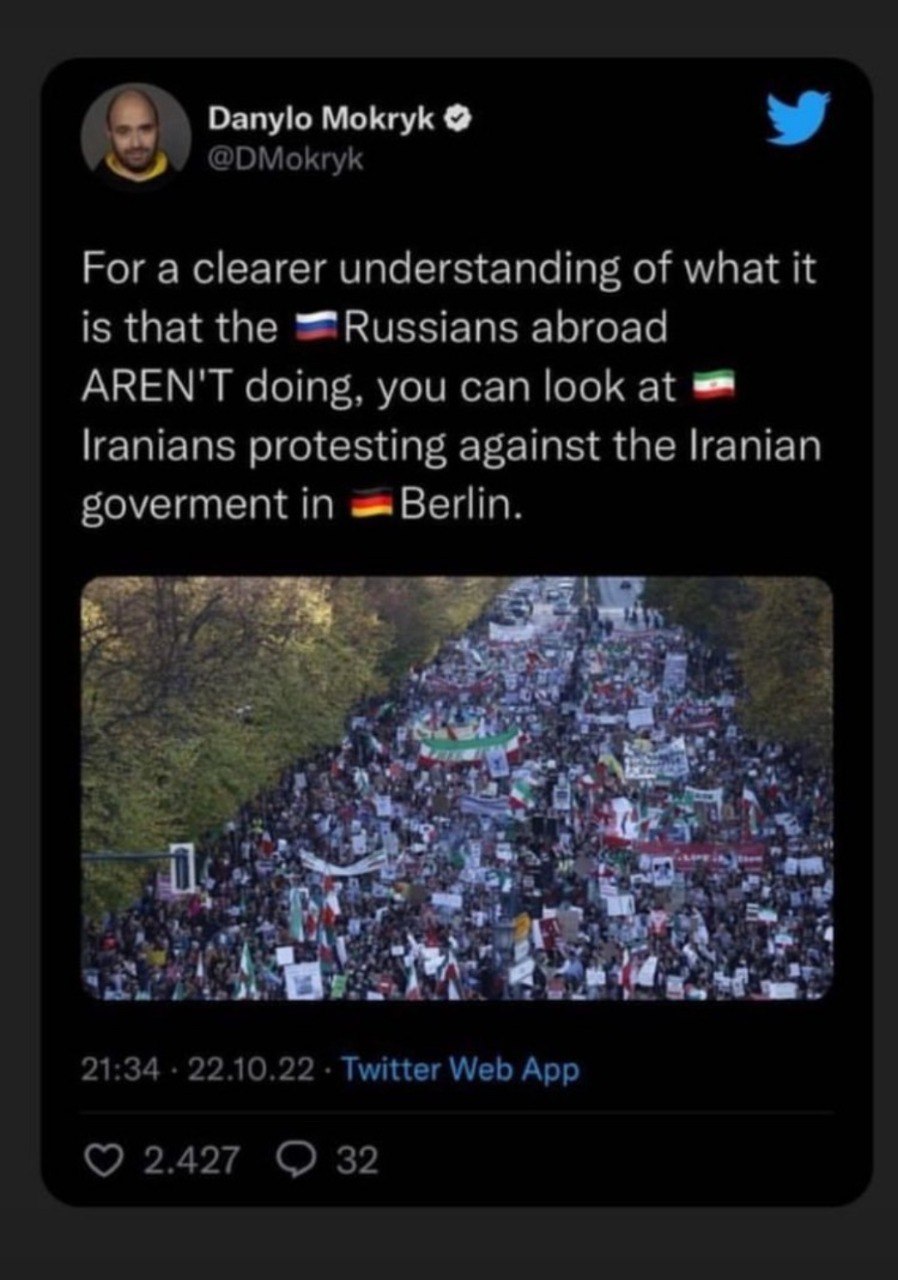 Danylo Mokryk
@DMokryk
For a clearer understanding of what it
is that the 🇷🇺Russians abroad
AREN'T doing, you can look at 🇮🇷
Iranians protesting against the Iranian
goverment in 🇩🇪Berlin.
21:34 · 22.10.22 · Twitter Web App
2.427 32